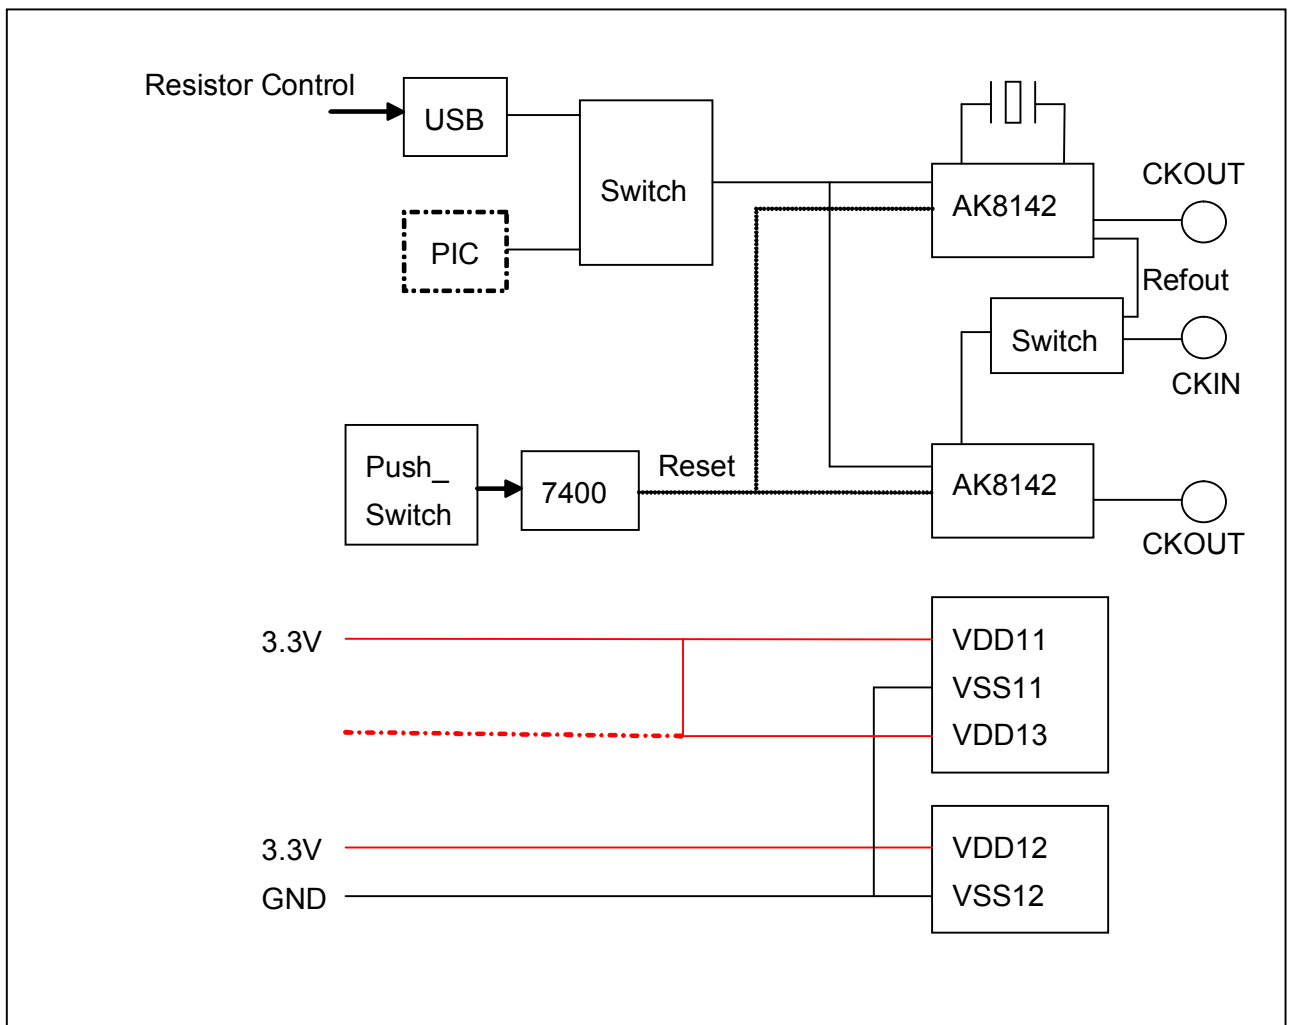 Resistor Control
USB
Switch
PIC
AK8142
CKOUT
Refout
Switch
CKIN
Push_
Switch
7400
Reset
AK8142
CKOUT
3.3V
VDD11
VSS11
VDD13
3.3V
VDD12
GND
VSS12